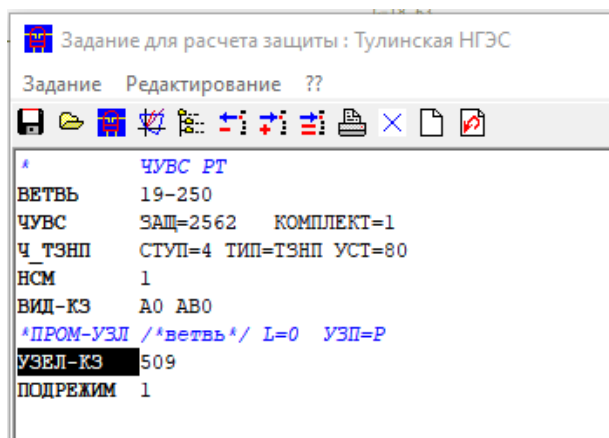 Задание для расчета защиты : Тулинская НГЭС
Задание Редактирование ??
* ЧУВС РТ
ВЕТВЬ 19-250
ЧУВС ЗАЩ=2562 КОМПЛЕКТ=1
Ч_ТЗНП СТУП=4 ТИП=ТЗНП УСТ=80
НСМ 1
ВИД-КЗ А0 АВ0
*ПРОМ-УЗЛ /*ветвь*/ L=0 УЗП=Р
УЗЕЛ-КЗ 509
ПОДРЕЖИМ 1